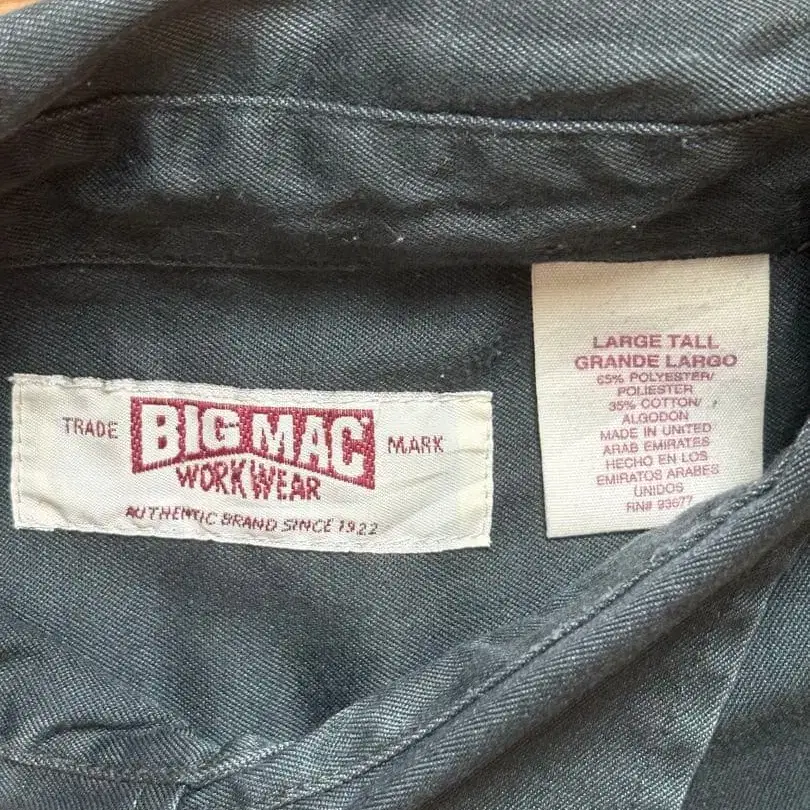 TRADE BIG MAC MARK
WORKWEAR
AUTHENTIC BRAND SINCE 1922
LARGE TALL
GRANDE LARGO
65% POLYESTER/
POLIESTER
35% COTTON/
ALGODON
MADE IN UNITED
ARAB EMIRATES
HECHO EN LOS
EMIRATOS ARABES
UNIDOS
RN# 93677